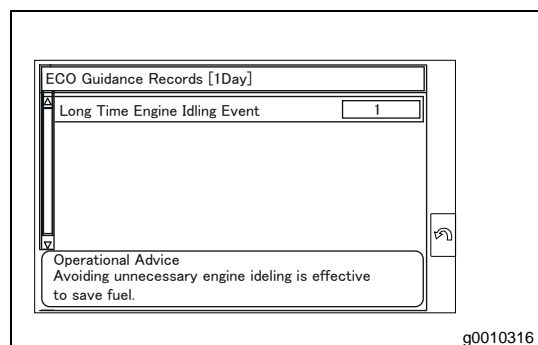 ECO Guidance Records [1Day]
Long Time Engine Idling Event 1
Operational Advice
Avoiding unnecessary engine ideling is effective
to save fuel.
g0010316